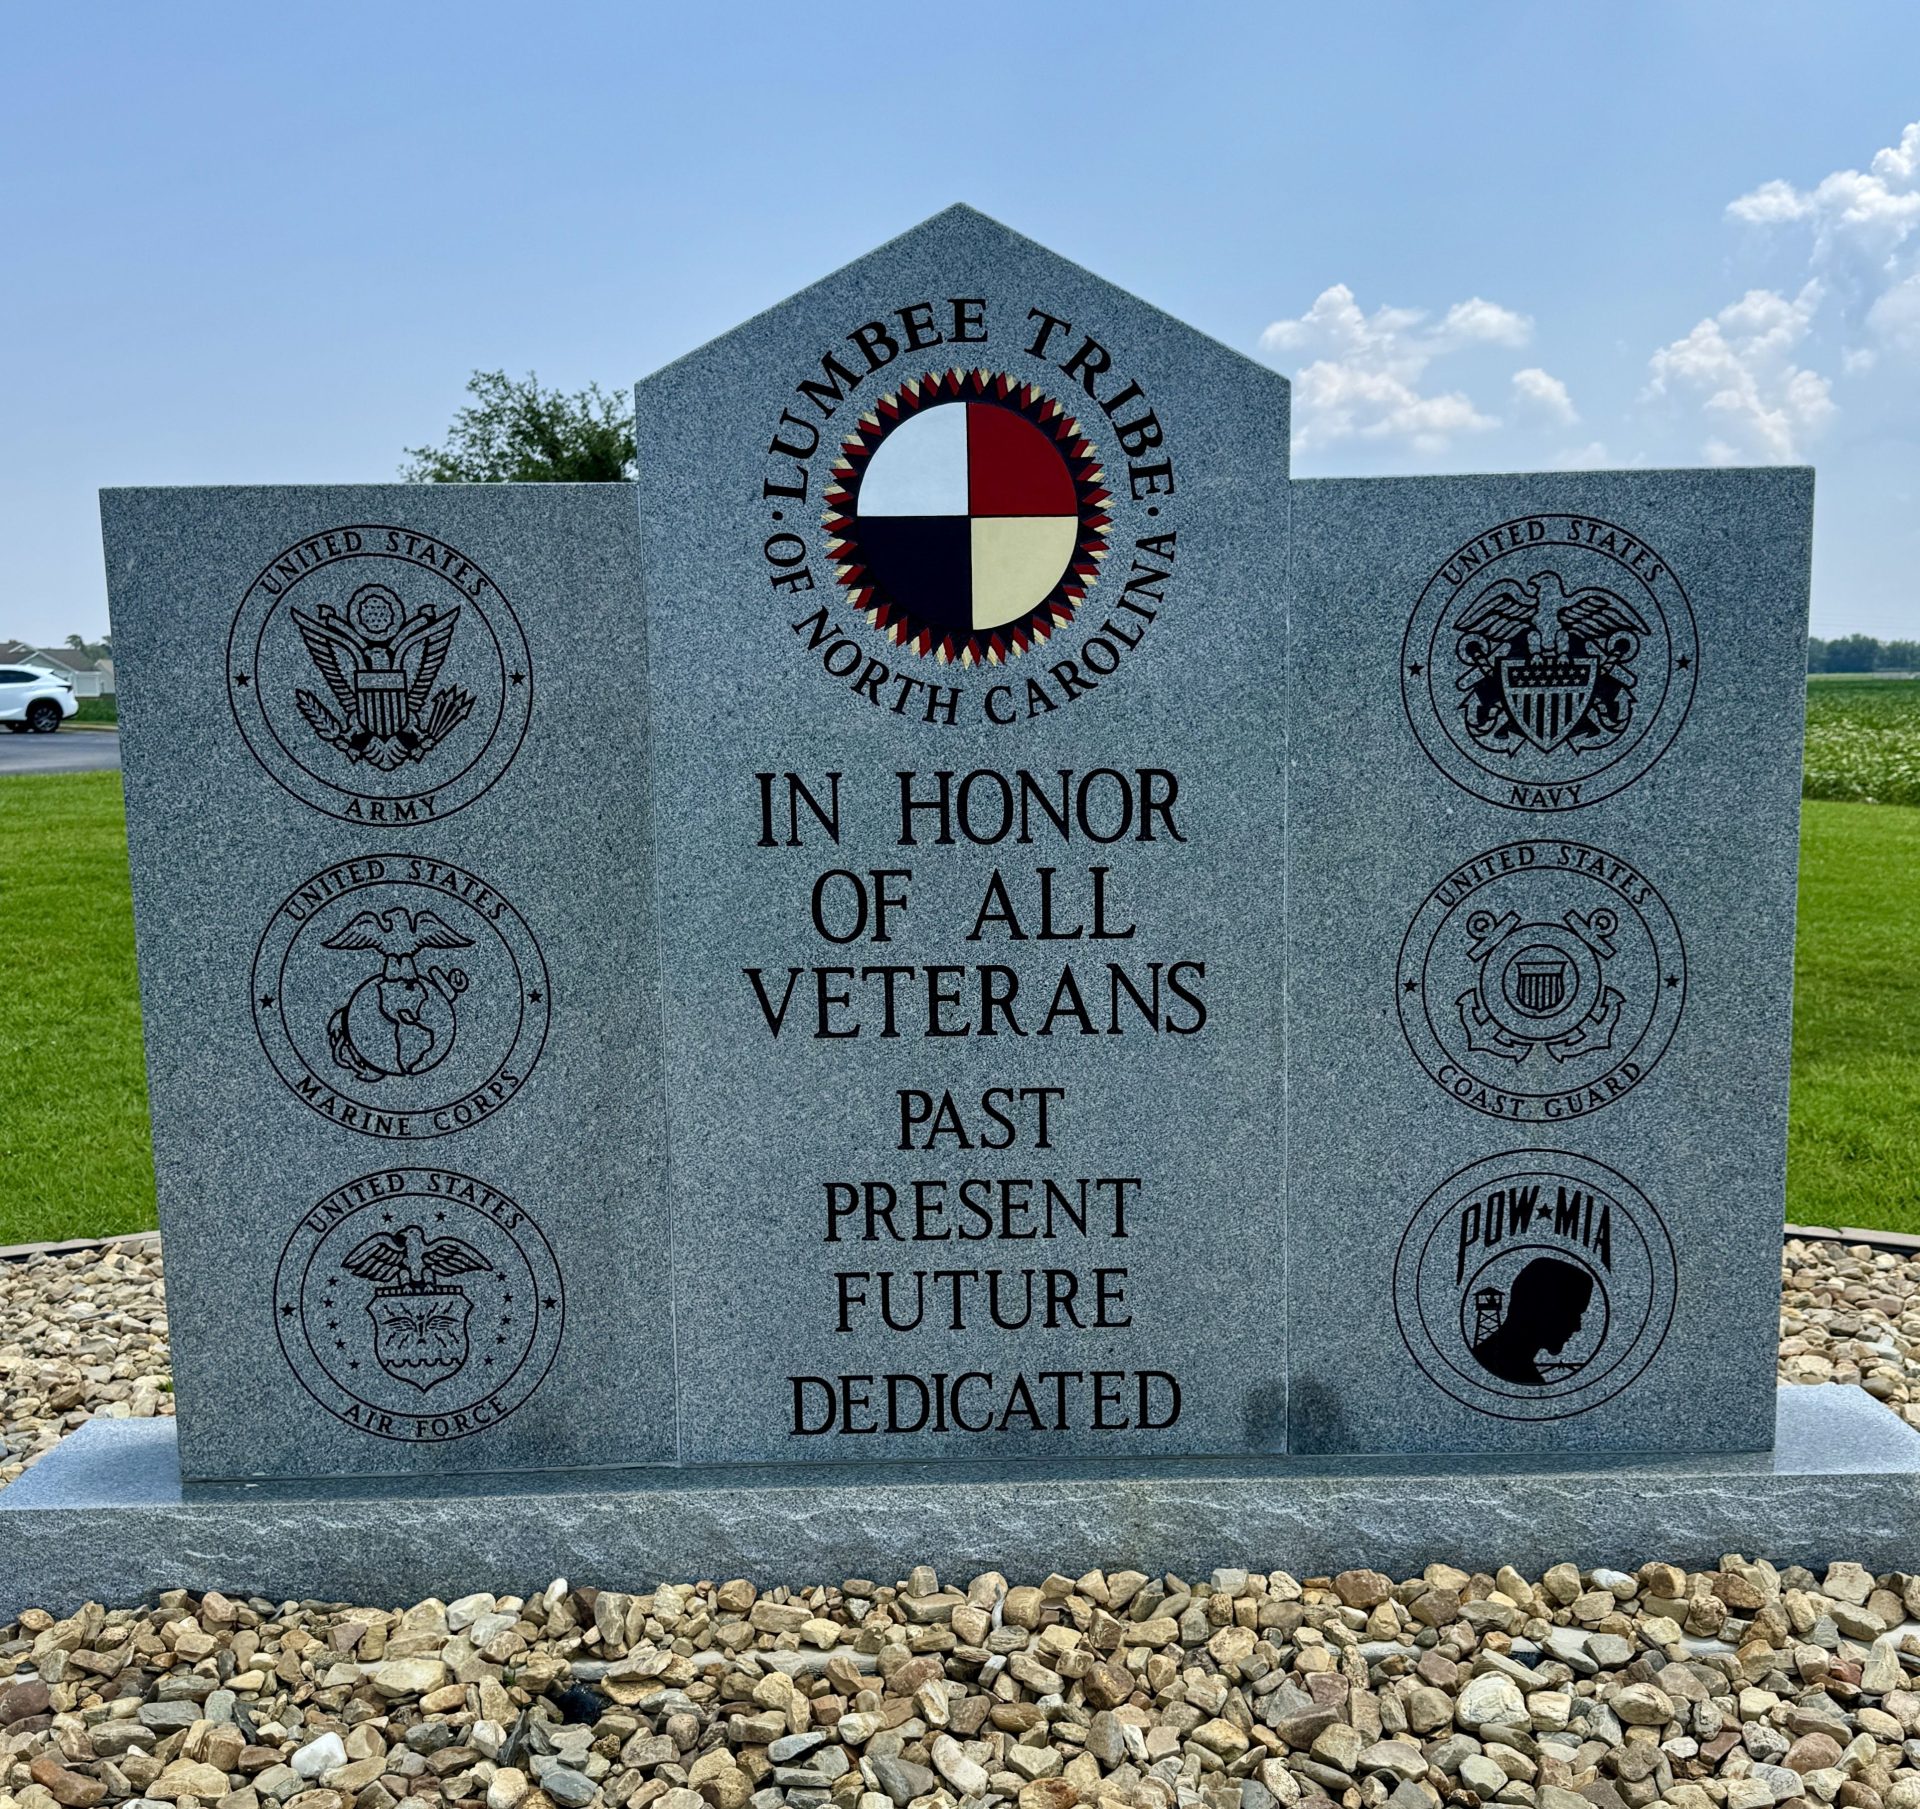 LUMBEE TRIBE
· OF NORTH CAROLINA ·
IN HONOR
OF ALL
VETERANS
PAST
PRESENT
FUTURE
DEDICATED
UNITED STATES
ARMY
UNITED STATES
MARINE CORPS
UNITED STATES
AIR FORCE
UNITED STATES
NAVY
UNITED STATES
COAST GUARD
POW★MIA